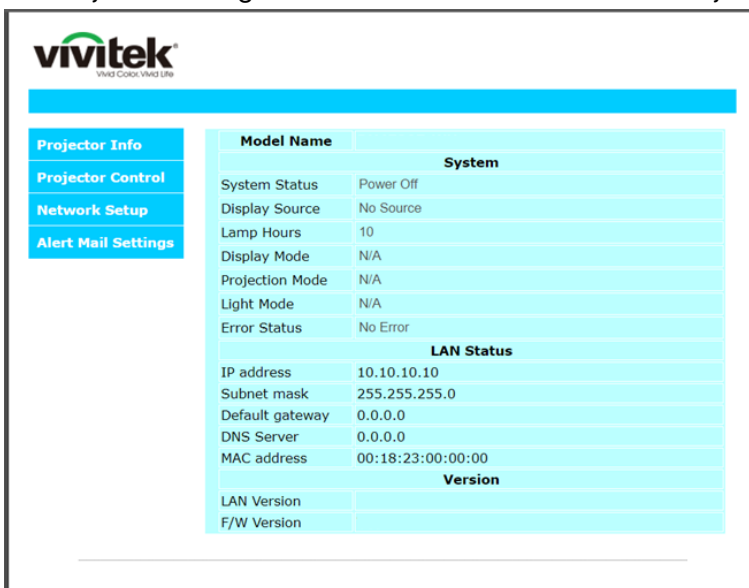 vivitek®
Vivid Color. Vivid Life
Projector Info
Projector Control
Network Setup
Alert Mail Settings
Model Name
System
System Status Power Off
Display Source No Source
Lamp Hours 10
Display Mode N/A
Projection Mode N/A
Light Mode N/A
Error Status No Error
LAN Status
IP address 10.10.10.10
Subnet mask 255.255.255.0
Default gateway 0.0.0.0
DNS Server 0.0.0.0
MAC address 00:18:23:00:00:00
Version
LAN Version
F/W Version